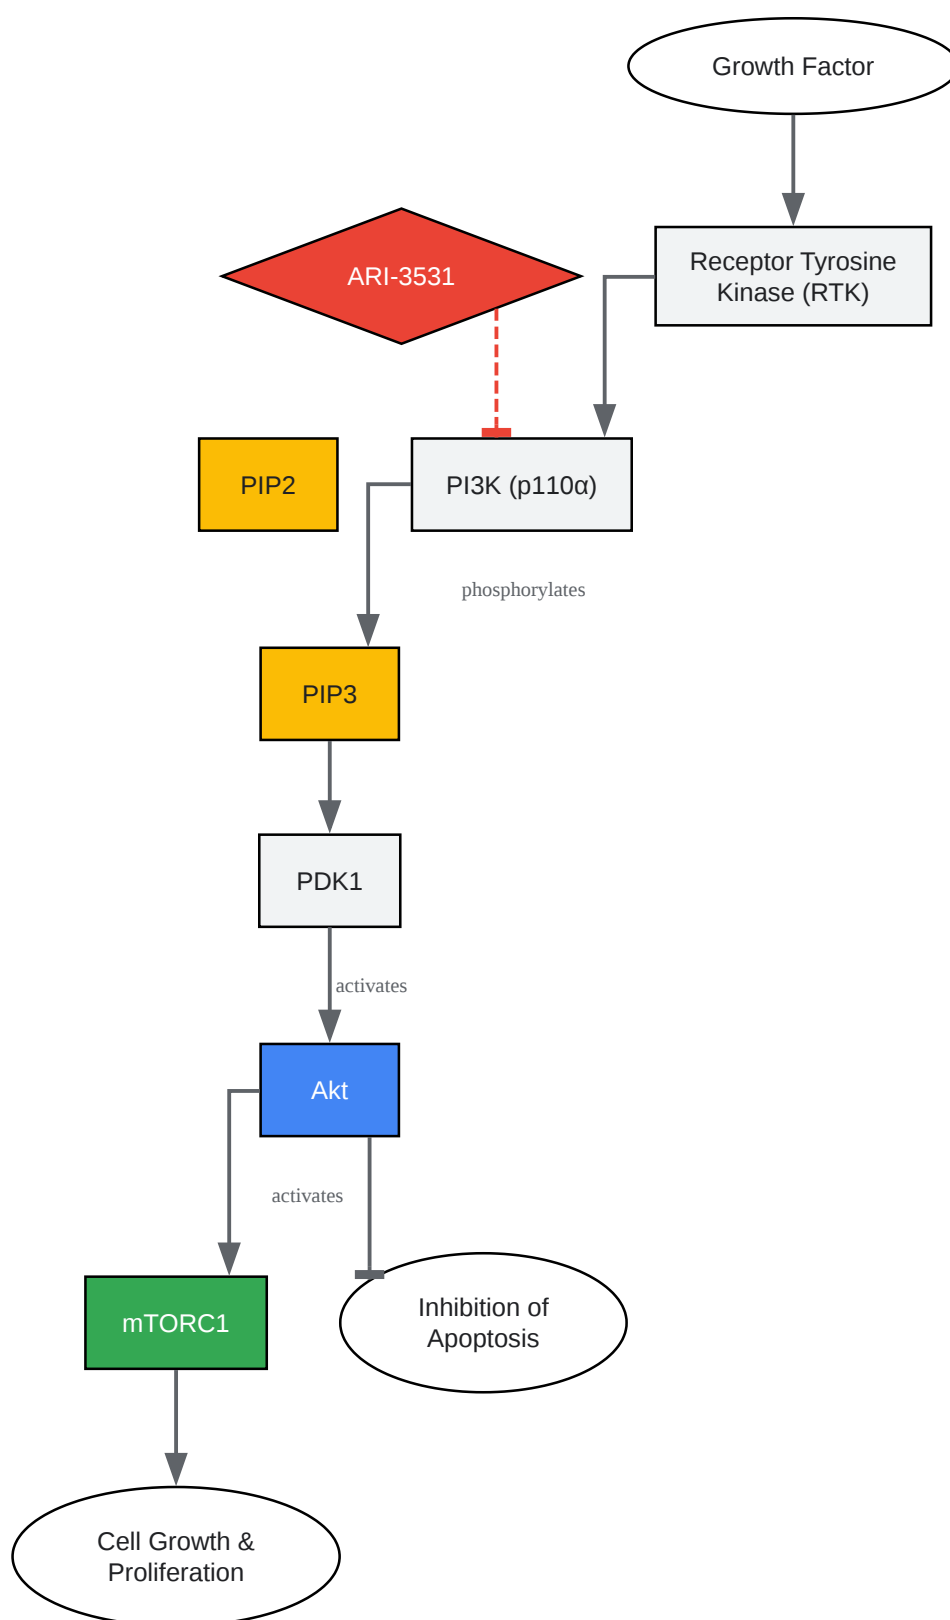 Growth Factor
Receptor Tyrosine
Kinase (RTK)
ARI-3531
PIP2
PI3K (p110α)
phosphorylates
PIP3
PDK1
activates
Akt
activates
Inhibition of
Apoptosis
mTORC1
Cell Growth &
Proliferation